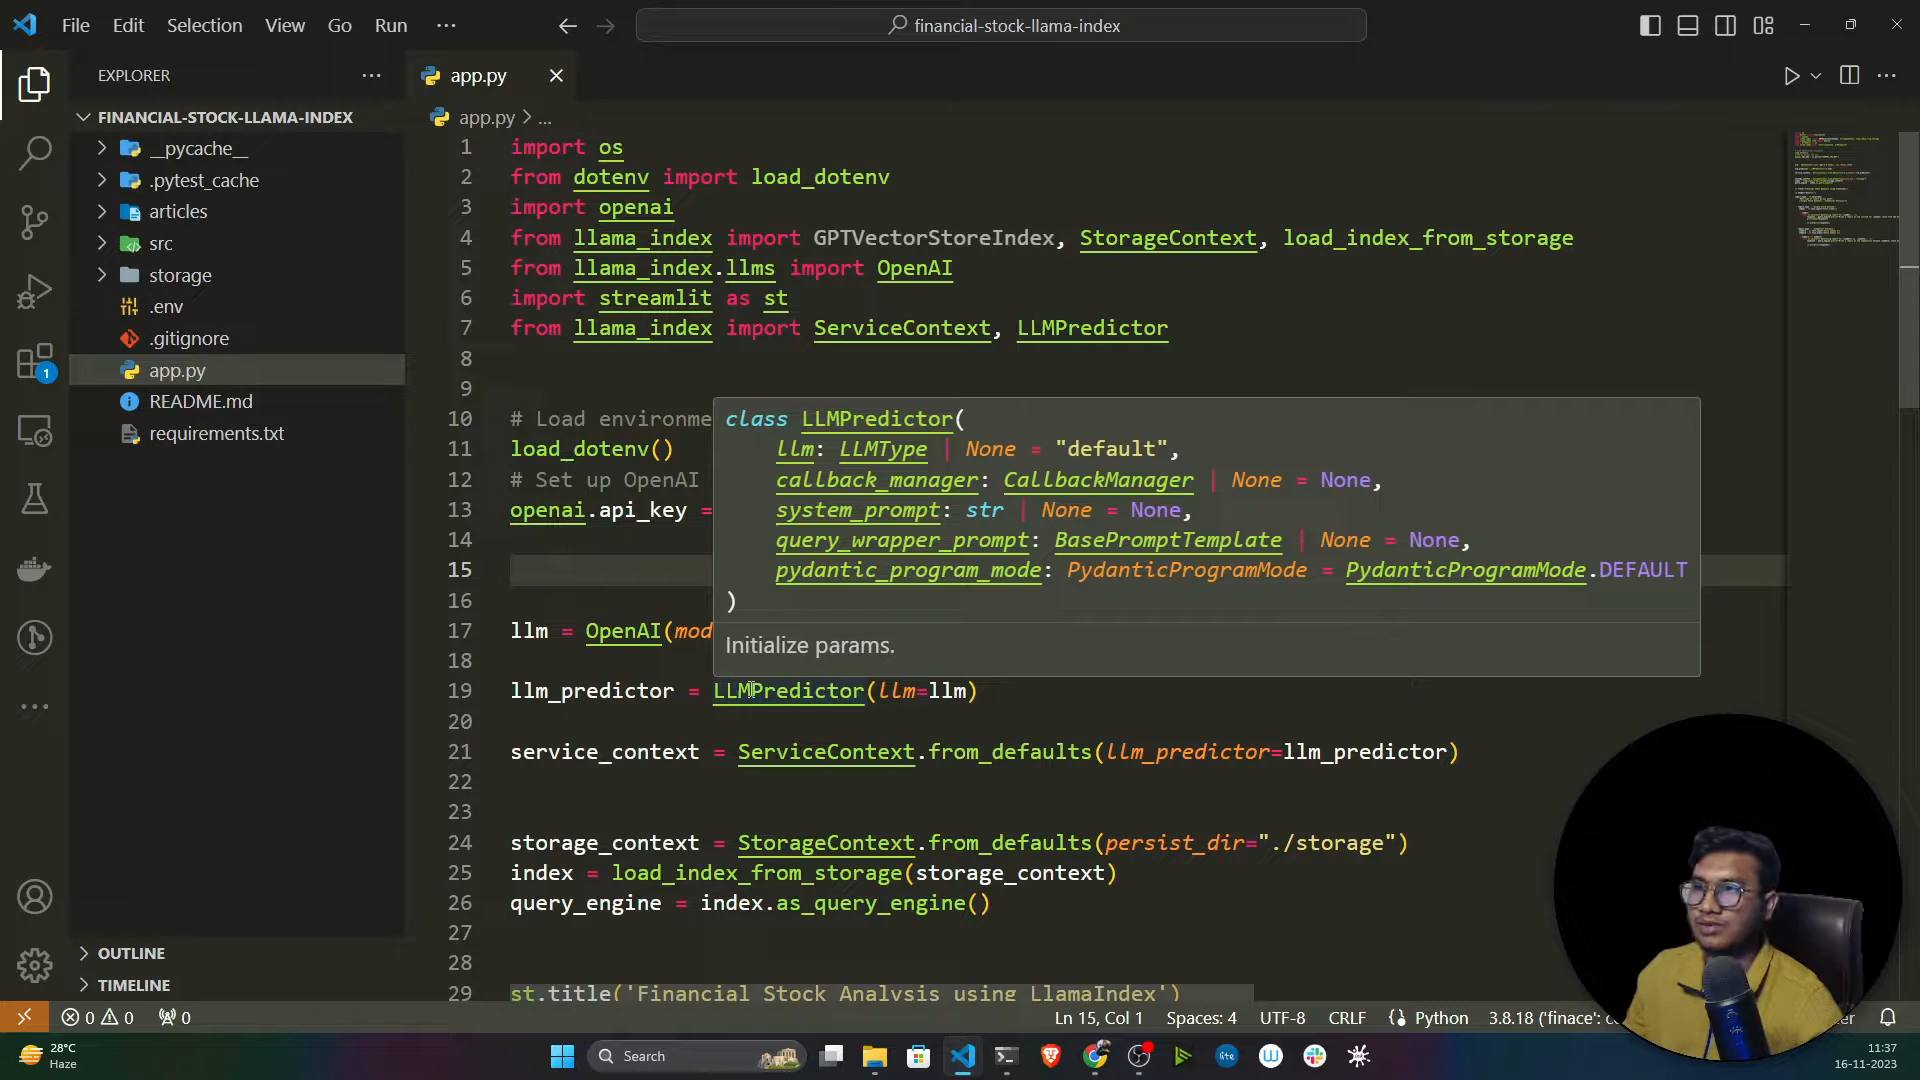 File Edit Selection View Go Run ...
financial-stock-llama-index
EXPLORER
FINANCIAL-STOCK-LLAMA-INDEX
__pycache__
.pytest_cache
articles
src
storage
.env
.gitignore
app.py
README.md
requirements.txt
OUTLINE
TIMELINE
1
app.py
app.py > ...
1 import os
2 from dotenv import load_dotenv
3 import openai
4 from llama_index import GPTVectorStoreIndex, StorageContext, load_index_from_storage
5 from llama_index.llms import OpenAI
6 import streamlit as st
7 from llama_index import ServiceContext, LLMPredictor
8
9
10 # Load environme
11 load_dotenv()
12 # Set up OpenAI
13 openai.api_key =
14
15
16
17 llm = OpenAI(mod
18
19 llm_predictor = LLMPredictor(llm=llm)
20
21 service_context = ServiceContext.from_defaults(llm_predictor=llm_predictor)
22
23
24 storage_context = StorageContext.from_defaults(persist_dir="./storage")
25 index = load_index_from_storage(storage_context)
26 query_engine = index.as_query_engine()
27
28
29 st.title('Financial Stock Analysis using LlamaIndex')
class LLMPredictor(
llm: LLMType | None = "default",
callback_manager: CallbackManager | None = None,
system_prompt: str | None = None,
query_wrapper_prompt: BasePromptTemplate | None = None,
pydantic_program_mode: PydanticProgramMode = PydanticProgramMode.DEFAULT
)
Initialize params.
0 0 0 Ln 15, Col 1 Spaces: 4 UTF-8 CRLF Python 3.8.18 ('finace': co
28°C
Haze
Search
lite
11:37
16-11-2023